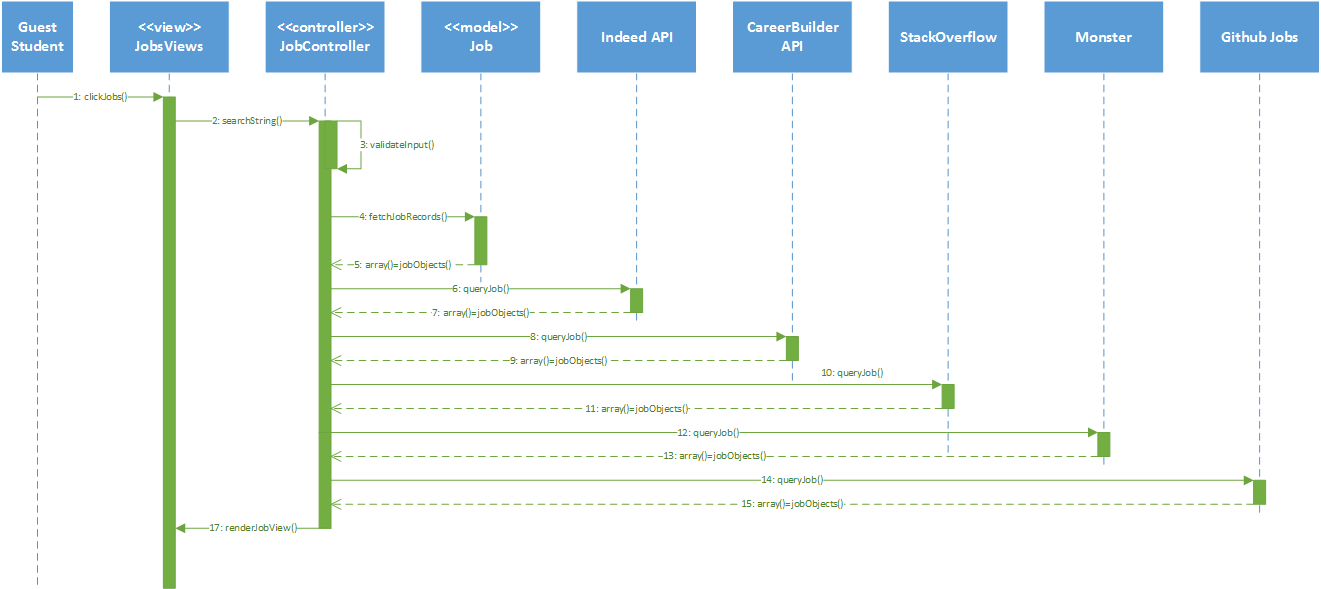 Guest
Student
<<view>>
JobsViews
<<controller>>
JobController
<<model>>
Job
Indeed API
CareerBuilder
API
StackOverflow
Monster
Github Jobs
1: clickJobs()
2: searchString()
3: validateInput()
4: fetchJobRecords()
5: array()=jobObjects()
6: queryJob()
7: array()=jobObjects()
8: queryJob()
9: array()=jobObjects()
10: queryJob()
11: array()=jobObjects()
12: queryJob()
13: array()=jobObjects()
14: queryJob()
15: array()=jobObjects()
17: renderJobView()